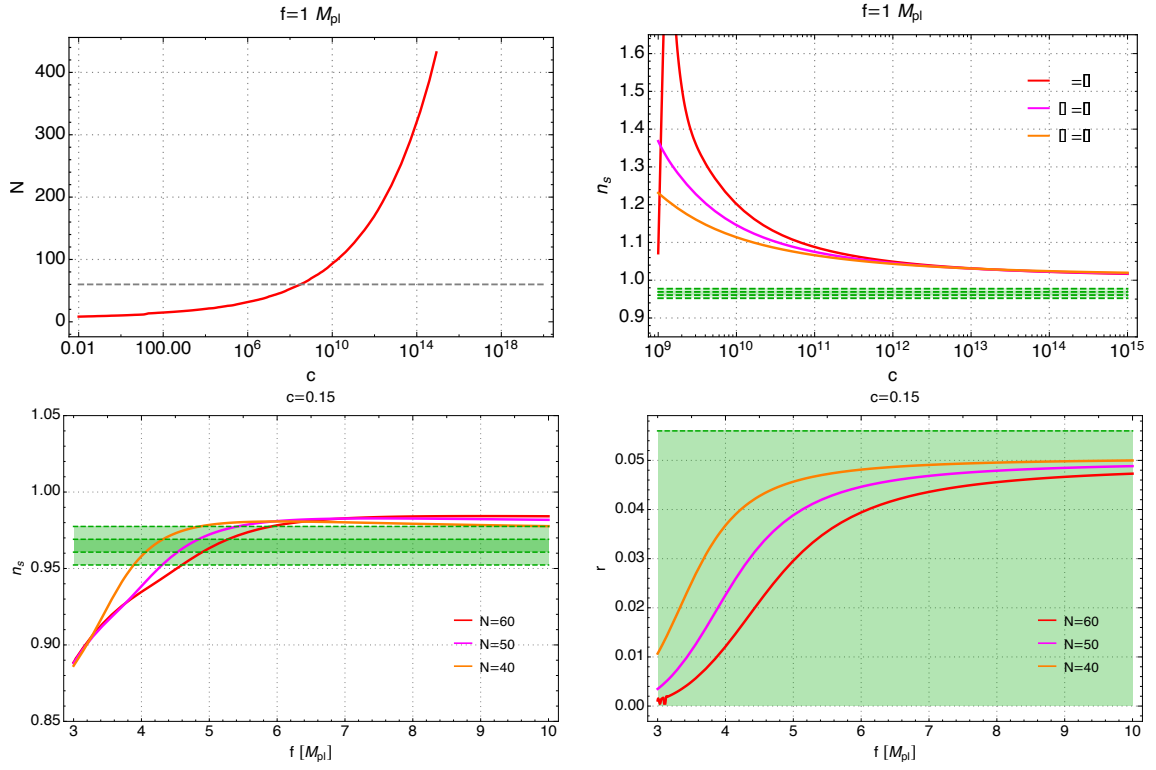 f=1 M_pl
400
300
200
100
0
N
0.01 100.00 10^6 10^10 10^14 10^18
c
f=1 M_pl
1.6
1.5
1.4
1.3
1.2
1.1
1.0
0.9
n_s
10^9 10^10 10^11 10^12 10^13 10^14 10^15
c
=▯
▯ =▯
▯ =▯
c=0.15
1.05
1.00
0.95
0.90
0.85
n_s
N=60
N=50
N=40
3 4 5 6 7 8 9 10
f [M_pl]
c=0.15
0.05
0.04
0.03
0.02
0.01
0.00
r
N=60
N=50
N=40
3 4 5 6 7 8 9 10
f [M_pl]